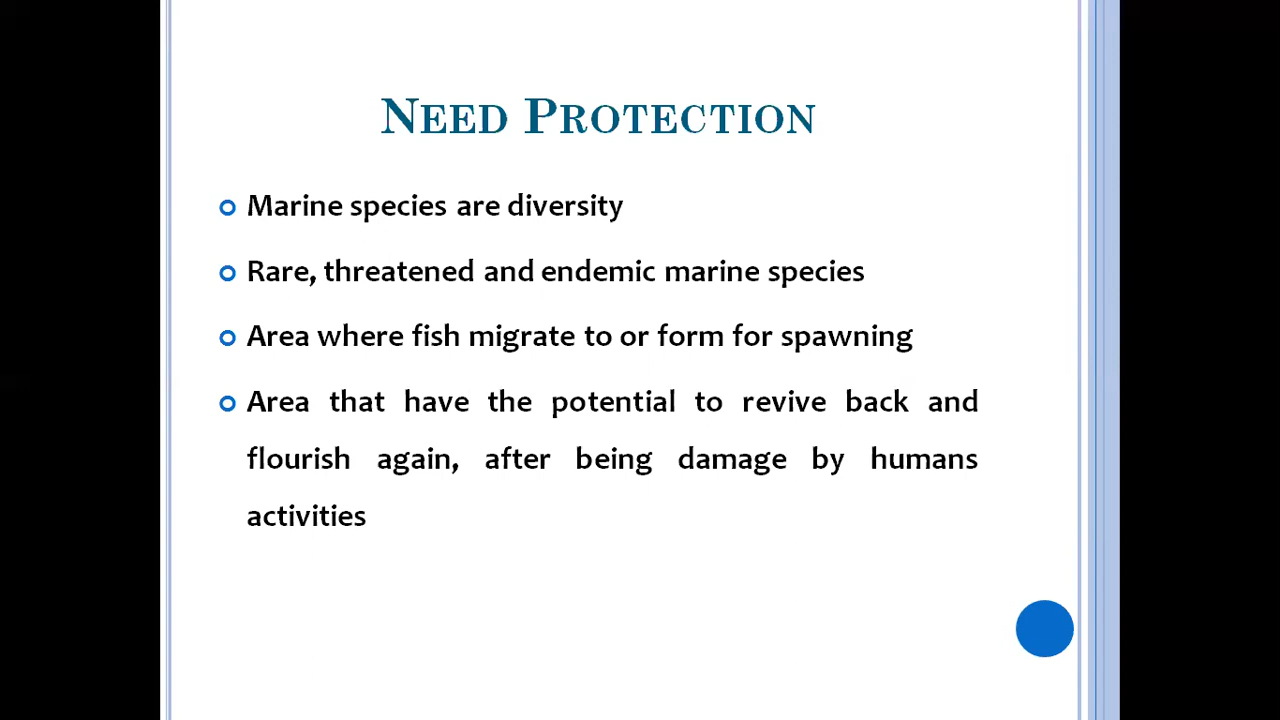 NEED PROTECTION
Marine species are diversity
Rare, threatened and endemic marine species
Area where fish migrate to or form for spawning
Area that have the potential to revive back and
flourish again, after being damage by humans
activities